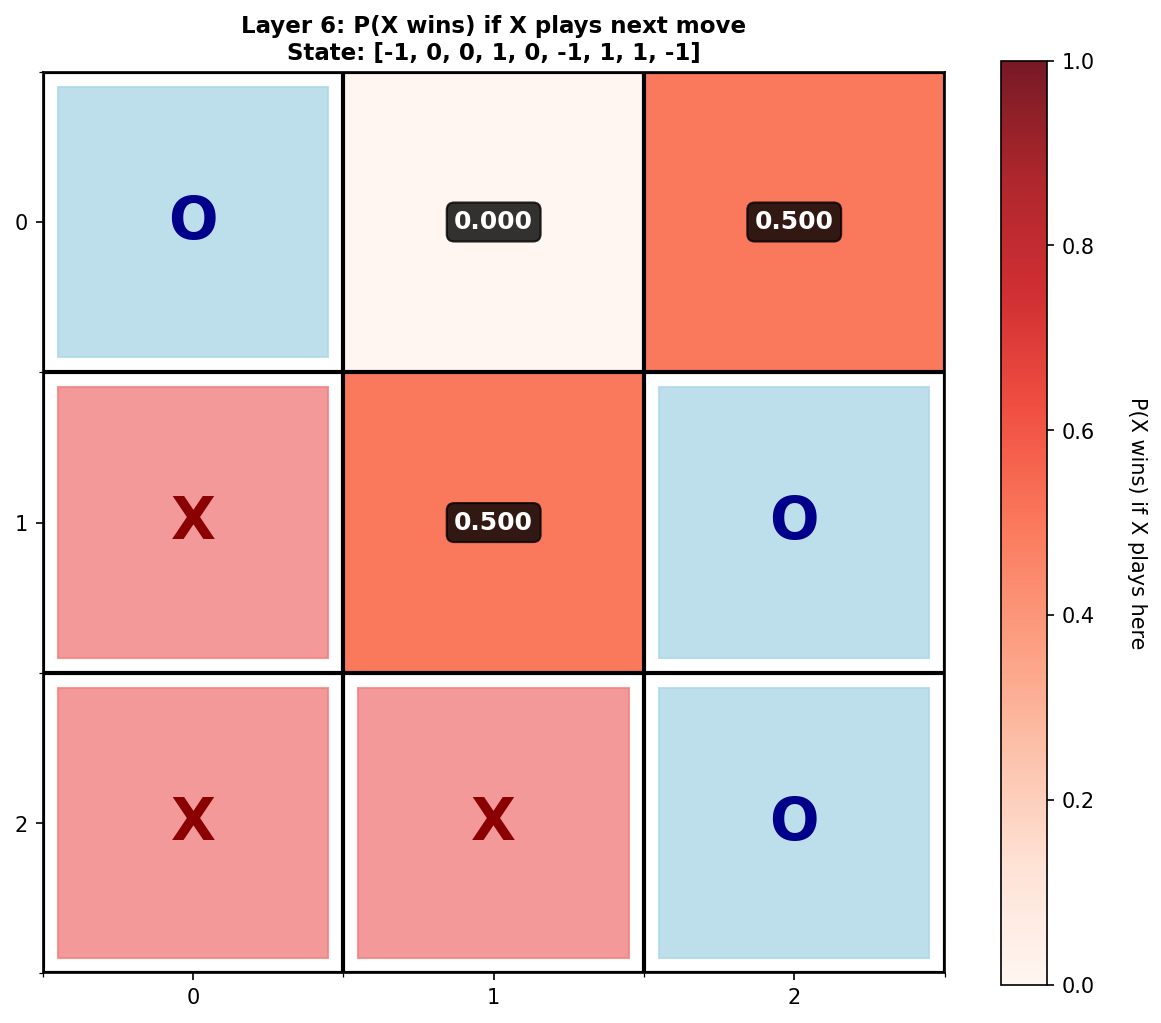 Layer 6: P(X wins) if X plays next move
State: [-1, 0, 0, 1, 0, -1, 1, 1, -1]
1.0
0.8
0.6
0.4
0.2
0.0
P(X wins) if X plays here
0
O
0.000
0.500
1
X
0.500
O
2
X
X
O
0
1
2